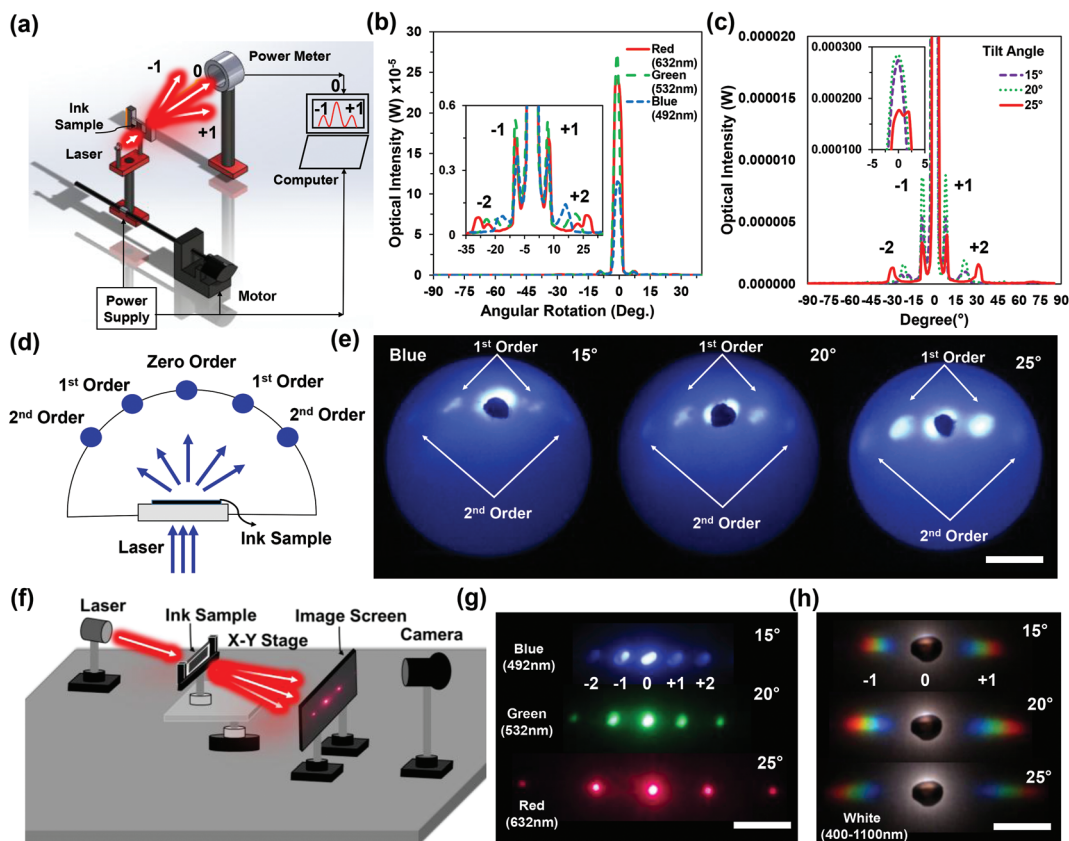 (a)
-1
0
Power Meter
0
-1
+1
Ink
Sample
+1
Laser
Computer
Motor
Power
Supply
(b)
Optical Intensity (W) x10⁻⁵
30
25
20
15
10
5
0
-90
-75
-60
-45
-30
-15
0
15
30
Angular Rotation (Deg.)
Red
(632nm)
Green
(532nm)
Blue
(492nm)
0.6
0.3
0
-35
-20
-5
10
25
-1
+1
-2
+2
(c)
Optical Intensity (W)
0.000020
0.000015
0.000010
0.000005
0.000000
-90
-75
-60
-45
-30
-15
0
15
30
45
60
75
90
Degree(°)
Tilt Angle
15°
20°
25°
0.000300
0.000200
0.000100
-5
0
5
-1
+1
-2
+2
(d)
Zero Order
1st Order
1st Order
2nd Order
2nd Order
Laser
Ink Sample
(e)
Blue
1st Order
15°
2nd Order
1st Order
20°
2nd Order
1st Order
25°
2nd Order
(f)
Laser
Ink Sample
X-Y Stage
Image Screen
Camera
(g)
15°
Blue
(492nm)
-2
-1
0
+1
+2
20°
Green
(532nm)
25°
Red
(632nm)
(h)
15°
-1
0
+1
20°
25°
White
(400-1100nm)